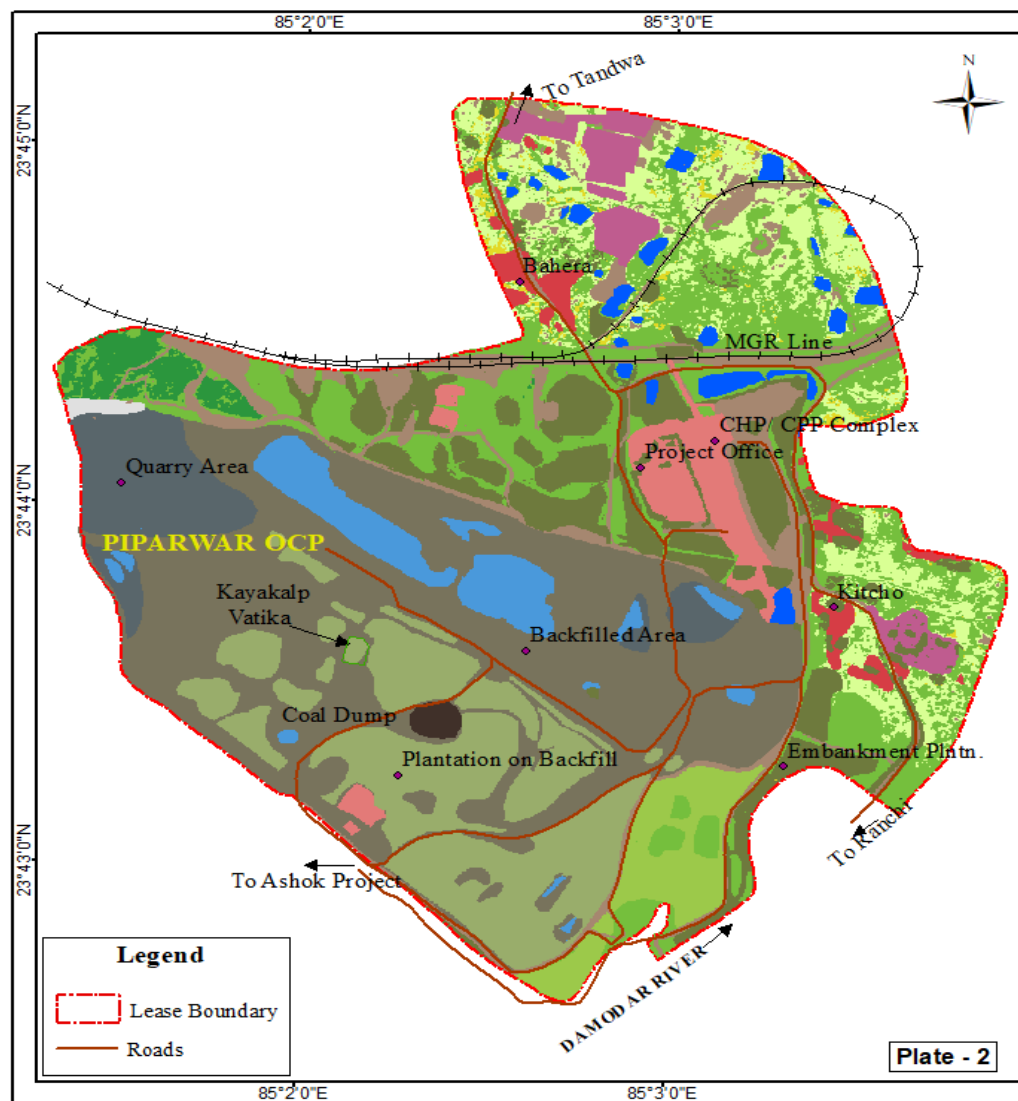 85°2'0"E
85°3'0"E
N
To Tandwa
23°45'0"N
Bahera
MGR Line
CHP/ CPP Complex
Project Office
Quarry Area
23°44'0"N
PIPARWAR OCP
Kayakalp
Vatika
Kitcho
Backfilled Area
Coal Dump
Embankment Plntn.
Plantation on Backfill
To Ranchi
23°43'0"N
To Ashok Project
DAMODAR RIVER
Legend
Lease Boundary
Roads
Plate - 2
85°2'0"E
85°3'0"E